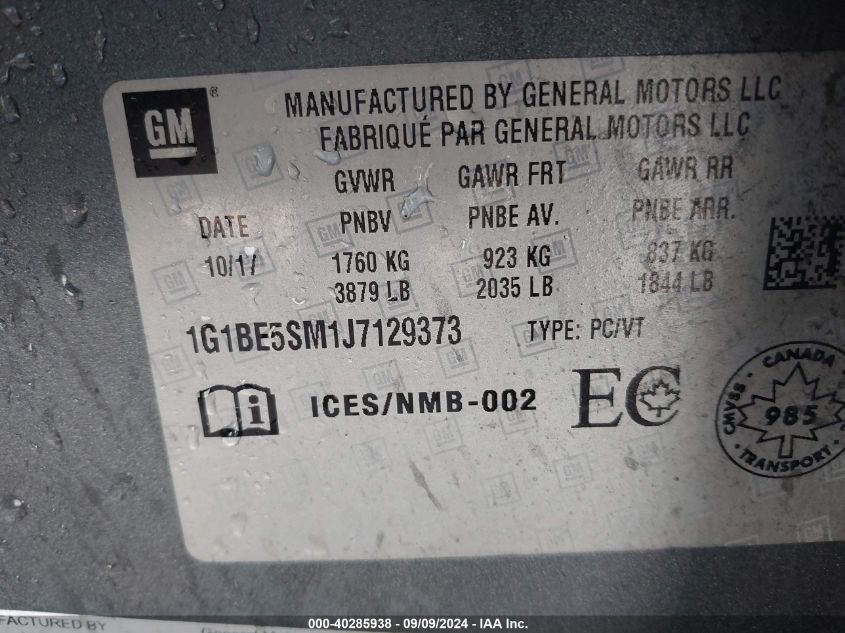 GM ®
MANUFACTURED BY GENERAL MOTORS LLC
FABRIQUÉ PAR GENERAL MOTORS LLC
GVWR GAWR FRT GAWR RR
DATE PNBV PNBE AV. PNBE ARR.
10/17 1760 KG 923 KG 837 KG
3879 LB 2035 LB 1844 LB
1G1BE5SM1J7129373 TYPE: PC/VT
i ICES/NMB-002 EC
CANADA
CMVSS 985
TRANSPORT
FACTURED BY
000-40285938 - 09/09/2024 - IAA Inc.